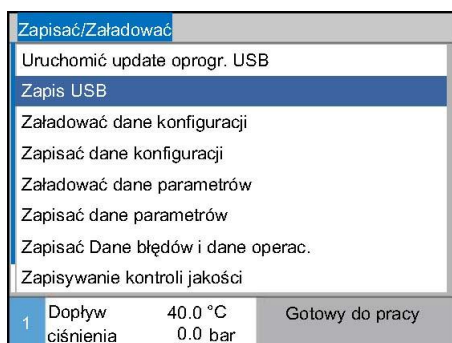 Zapisać/Załadować
Uruchomić update oprogr. USB
Zapis USB
Załadować dane konfiguracji
Zapisać dane konfiguracji
Załadować dane parametrów
Zapisać dane parametrów
Zapisać Dane błędów i dane operac.
Zapisywanie kontroli jakości
1 Dopływ 40.0 °C Gotowy do pracy
ciśnienia 0.0 bar